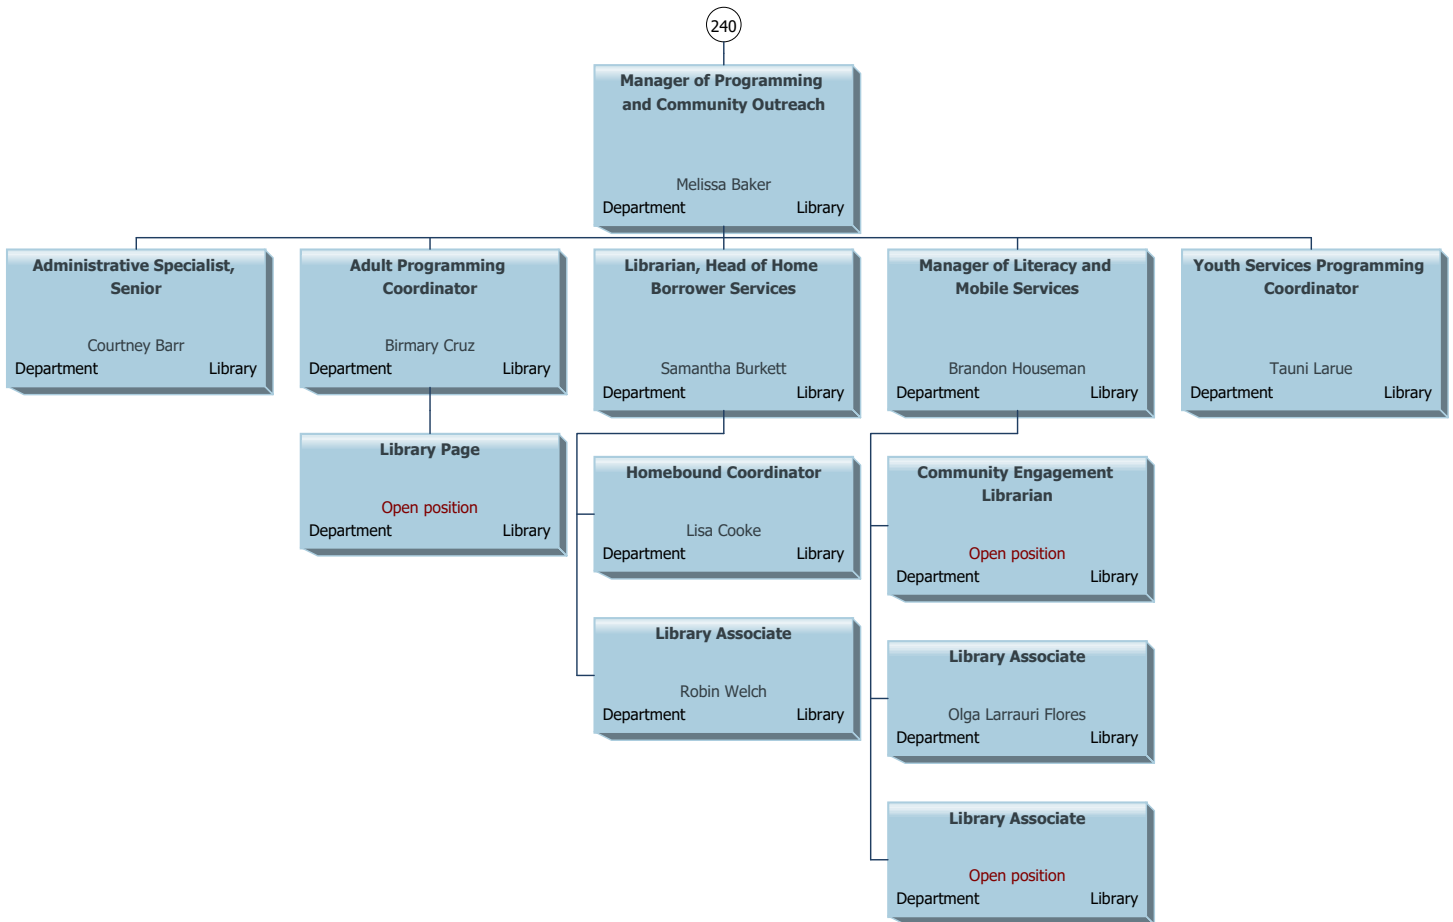 240
Manager of Programming
and Community Outreach
Melissa Baker
Department Library
Administrative Specialist,
Senior
Courtney Barr
Department Library
Adult Programming
Coordinator
Birmary Cruz
Department Library
Librarian, Head of Home
Borrower Services
Samantha Burkett
Department Library
Manager of Literacy and
Mobile Services
Brandon Houseman
Department Library
Youth Services Programming
Coordinator
Tauni Larue
Department Library
Library Page
Open position
Department Library
Homebound Coordinator
Lisa Cooke
Department Library
Library Associate
Robin Welch
Department Library
Community Engagement
Librarian
Open position
Department Library
Library Associate
Olga Larrauri Flores
Department Library
Library Associate
Open position
Department Library